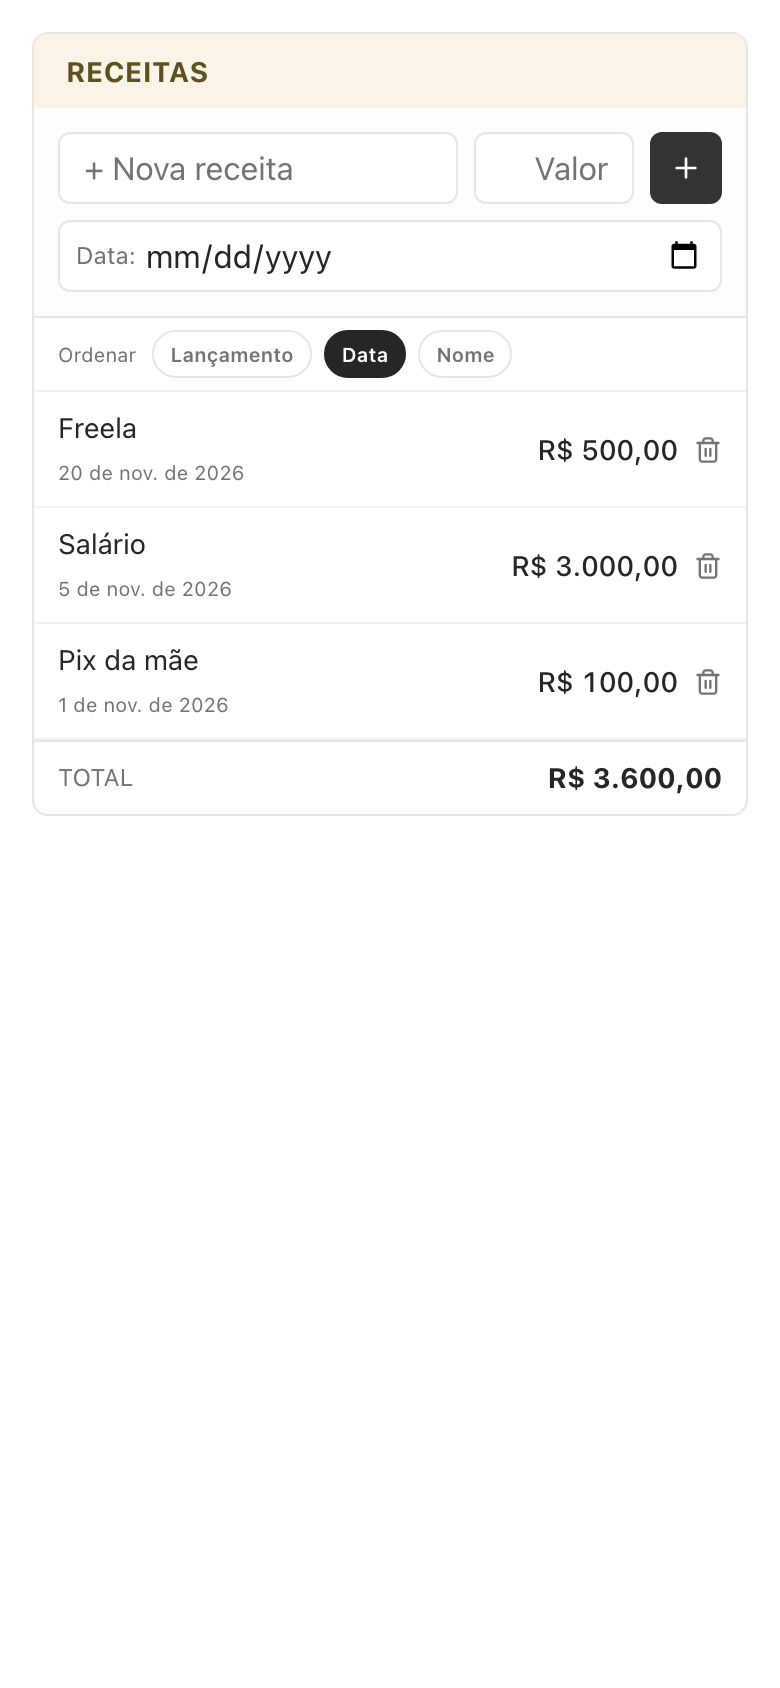 RECEITAS
+ Nova receita Valor +
Data: mm/dd/yyyy
Ordenar Lançamento Data Nome
Freela
R$ 500,00
20 de nov. de 2026
Salário
R$ 3.000,00
5 de nov. de 2026
Pix da mãe
R$ 100,00
1 de nov. de 2026
TOTAL R$ 3.600,00